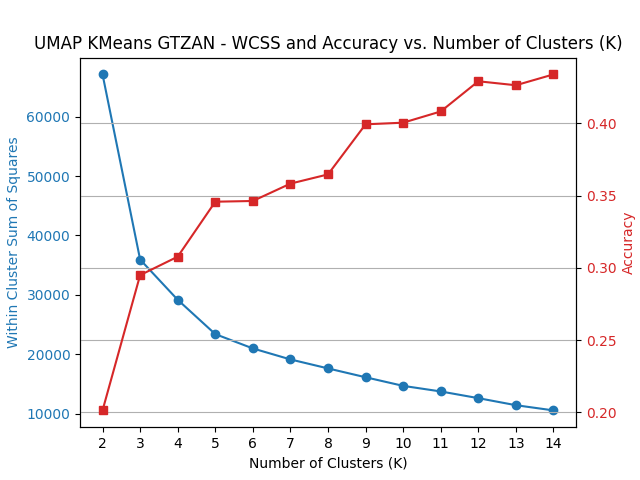 UMAP KMeans GTZAN - WCSS and Accuracy vs. Number of Clusters (K)
Within Cluster Sum of Squares
60000
50000
40000
30000
20000
10000
0.40
0.35
0.30
0.25
0.20
Accuracy
2 3 4 5 6 7 8 9 10 11 12 13 14
Number of Clusters (K)